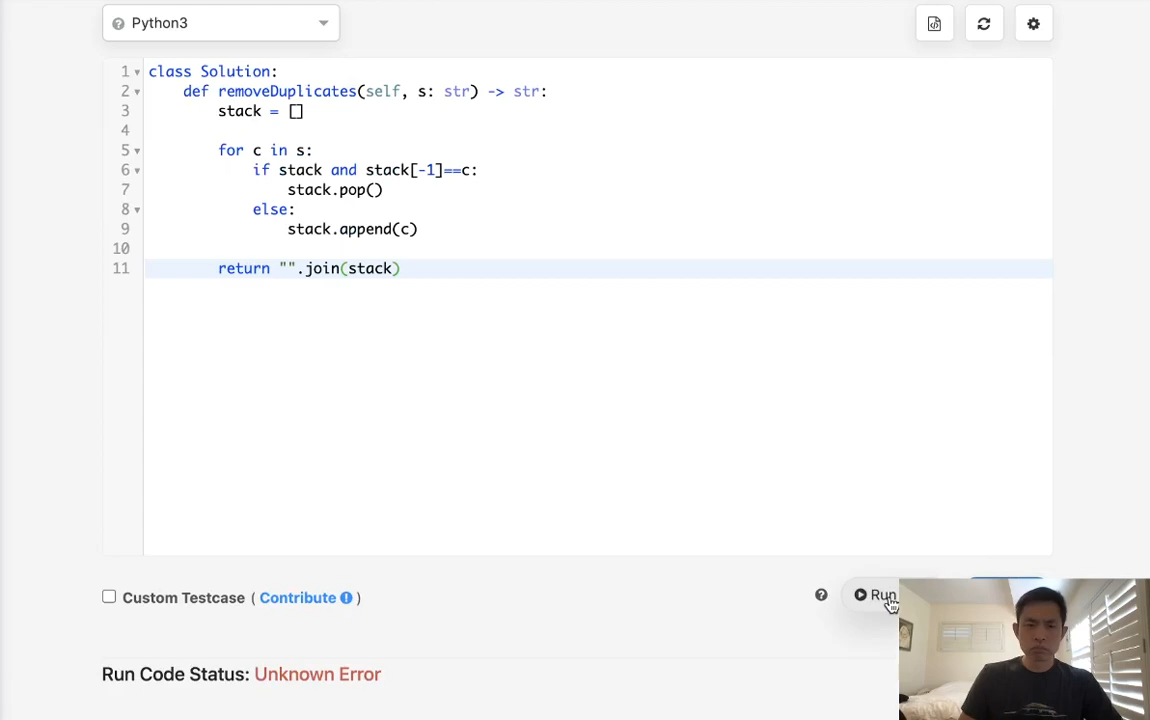 Python3
1 class Solution:
2 def removeDuplicates(self, s: str) -> str:
3 stack = []
4
5 for c in s:
6 if stack and stack[-1]==c:
7 stack.pop()
8 else:
9 stack.append(c)
10
11 return "".join(stack)
Custom Testcase ( Contribute )
Run
Run Code Status: Unknown Error